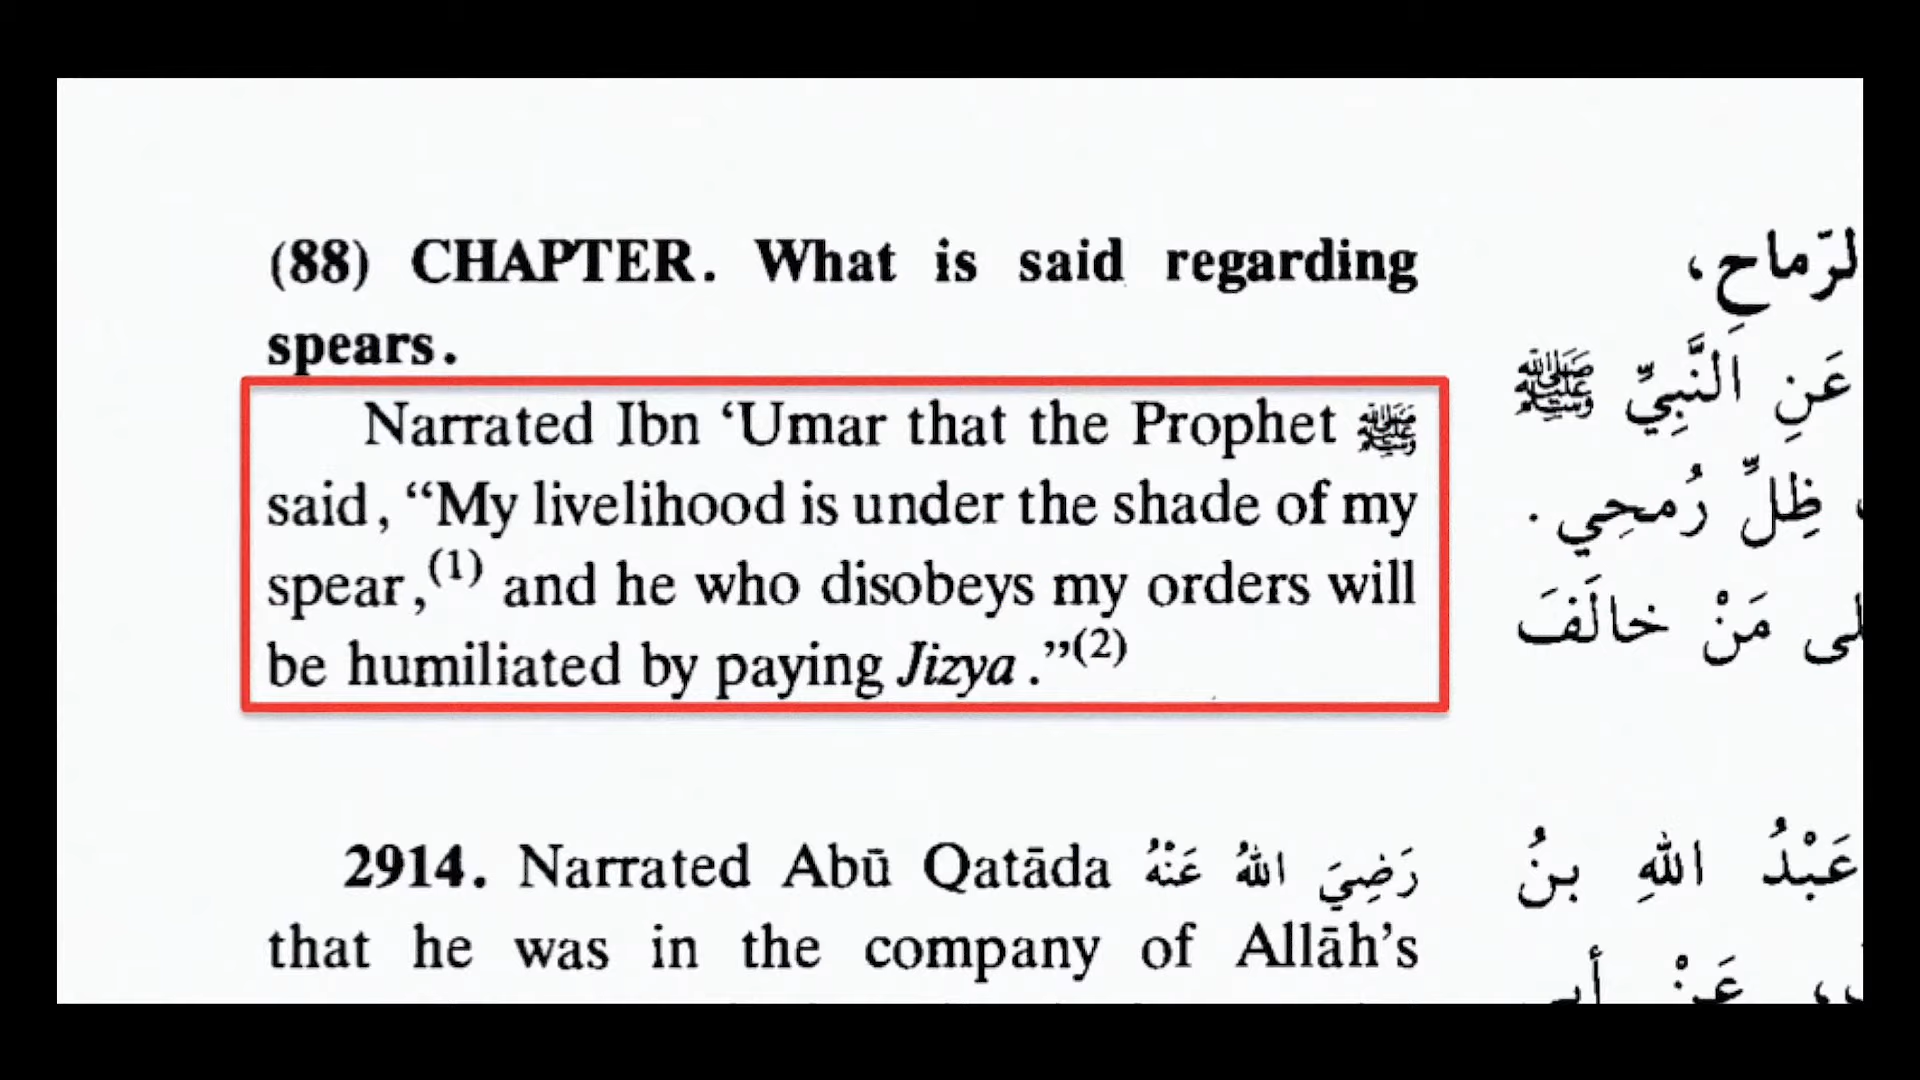 (88) CHAPTER. What is said regarding
spears.
Narrated Ibn ‘Umar that the Prophet ﷺ
said, “My livelihood is under the shade of my
spear,(1) and he who disobeys my orders will
be humiliated by paying Jizya.”(2)
2914. Narrated Abū Qatāda رَضِيَ اللهُ عَنْهُ
that he was in the company of Allāh’s
لرّماحِ،
عَنِ النَّبِيِّ ﷺ
ظِلِّ رُمحِي.
مَنْ خالَفَ
عَبْدُ اللهِ بنُ
عَنْ